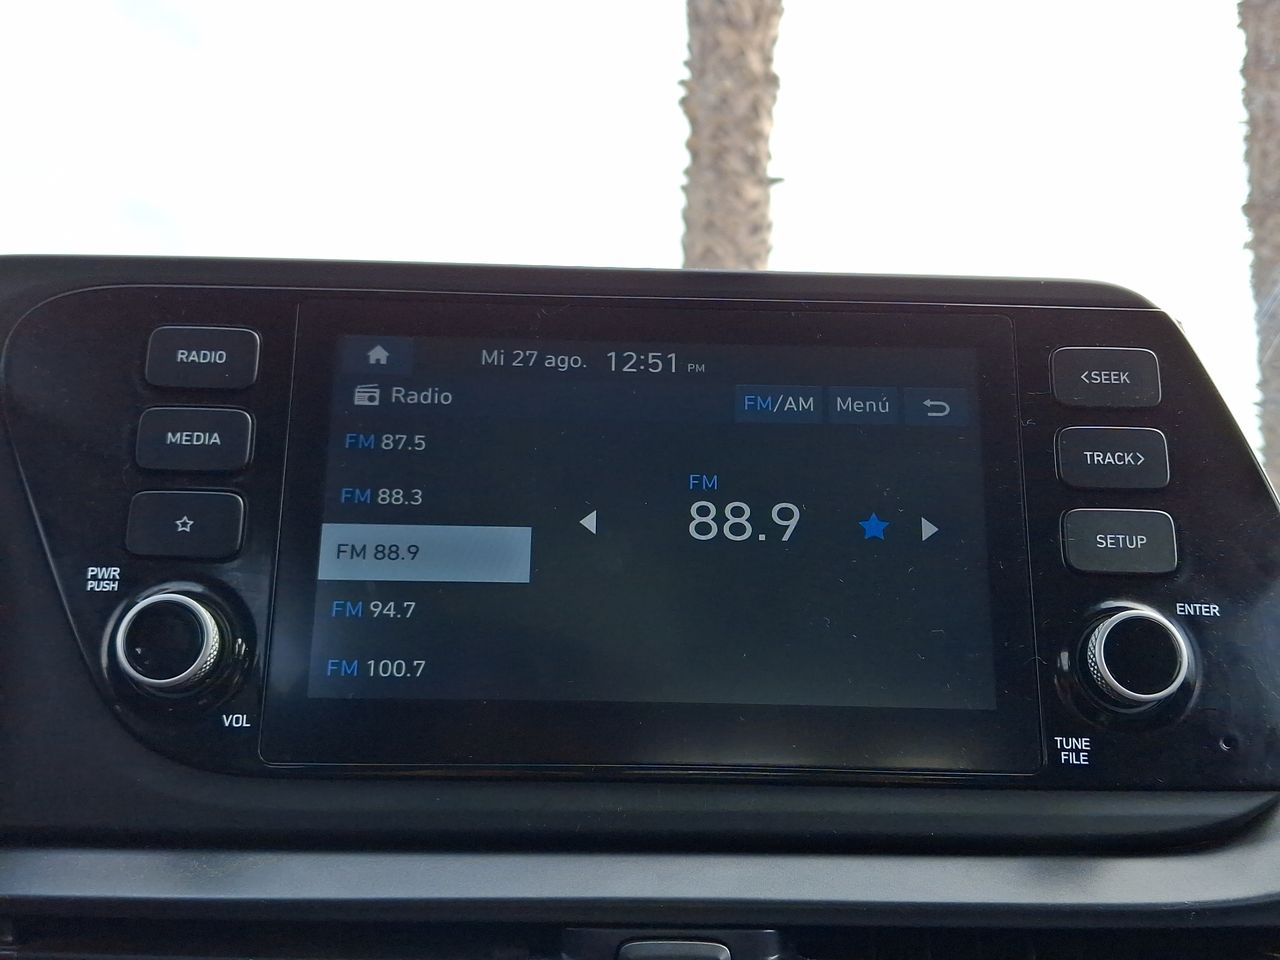 RADIO
MEDIA
PWR
PUSH
VOL
Mi 27 ago. 12:51 PM
Radio
FM/AM Menú
FM 87.5
FM 88.3
FM 88.9
FM 94.7
FM 100.7
FM
88.9
<SEEK
TRACK>
SETUP
ENTER
TUNE
FILE